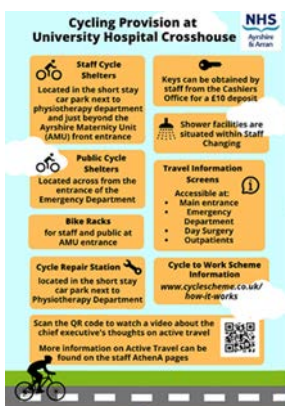 Cycling Provision at
University Hospital Crosshouse
NHS
Ayrshire
& Arran
Staff Cycle
Shelters
Located in the short stay
car park next to
physiotherapy department
and just beyond the
Ayrshire Maternity Unit
(AMU) front entrance
Public Cycle
Shelters
Located across from the
entrance of the
Emergency Department
Bike Racks
for staff and public at
AMU entrance
Cycle Repair Station
located in the short stay
car park next to
Physiotherapy Department
Keys can be obtained by
staff from the Cashiers
Office for a £10 deposit
Shower facilities are
situated within Staff
Changing
Travel Information
Screens
Accessible at:
• Main entrance
• Emergency
Department
• Day Surgery
• Outpatients
Cycle to Work Scheme
Information
www.cyclescheme.co.uk/
how-it-works
Scan the QR code to watch a video about the
chief executive's thoughts on active travel
More information on Active Travel can be
found on the staff AthenA pages